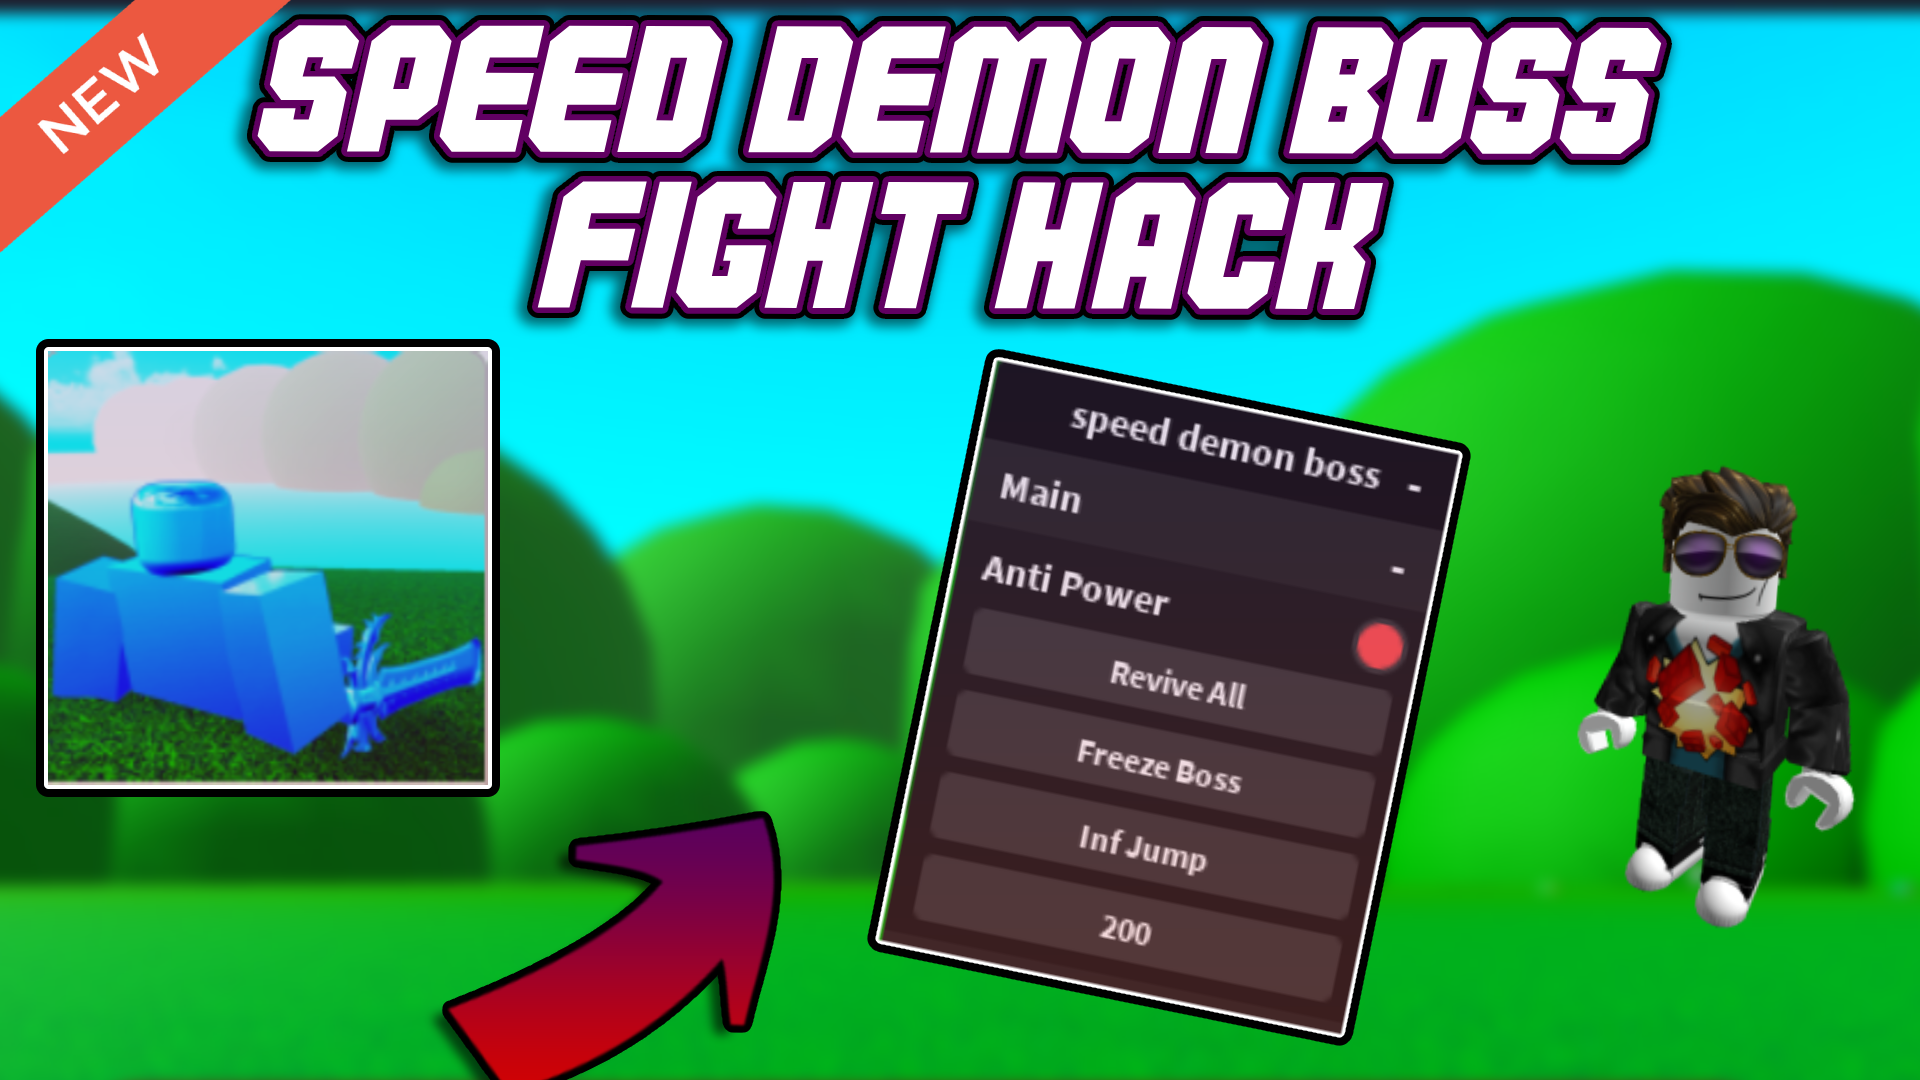 NEW
SPEED DEMON BOSS
FIGHT HACK
speed demon boss -
Main -
Anti Power
Revive All
Freeze Boss
Inf Jump
200